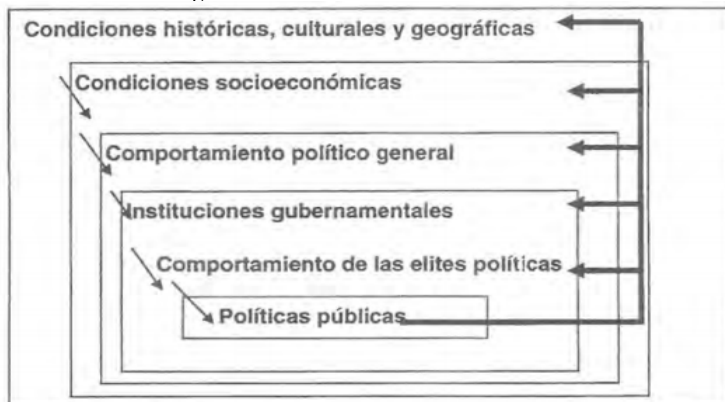 Condiciones históricas, culturales y geográficas
Condiciones socioeconómicas
Comportamiento político general
Instituciones gubernamentales
Comportamiento de las elites políticas
Políticas públicas